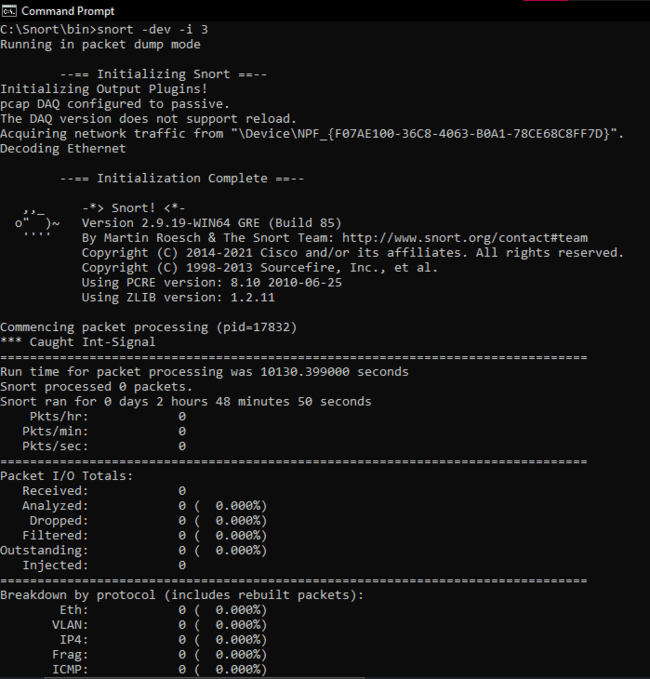 Command Prompt
C:\Snort\bin>snort -dev -i 3
Running in packet dump mode
--== Initializing Snort ==--
Initializing Output Plugins!
pcap DAQ configured to passive.
The DAQ version does not support reload.
Acquiring network traffic from "\Device\NPF_{F07AE100-36C8-4063-B0A1-78CE68C8FF7D}".
Decoding Ethernet
--== Initialization Complete ==--
,,_     -*> Snort! <*-
o"  )~   Version 2.9.19-WIN64 GRE (Build 85)
''''    By Martin Roesch & The Snort Team: http://www.snort.org/contact#team
Copyright (C) 2014-2021 Cisco and/or its affiliates. All rights reserved.
Copyright (C) 1998-2013 Sourcefire, Inc., et al.
Using PCRE version: 8.10 2010-06-25
Using ZLIB version: 1.2.11
Commencing packet processing (pid=17832)
*** Caught Int-Signal
===============================================================================
Run time for packet processing was 10130.399000 seconds
Snort processed 0 packets.
Snort ran for 0 days 2 hours 48 minutes 50 seconds
Pkts/hr: 0
Pkts/min: 0
Pkts/sec: 0
===============================================================================
Packet I/O Totals:
Received: 0
Analyzed: 0 ( 0.000%)
Dropped: 0 ( 0.000%)
Filtered: 0 ( 0.000%)
Outstanding: 0 ( 0.000%)
Injected: 0
===============================================================================
Breakdown by protocol (includes rebuilt packets):
Eth: 0 ( 0.000%)
VLAN: 0 ( 0.000%)
IP4: 0 ( 0.000%)
Frag: 0 ( 0.000%)
ICMP: 0 ( 0.000%)